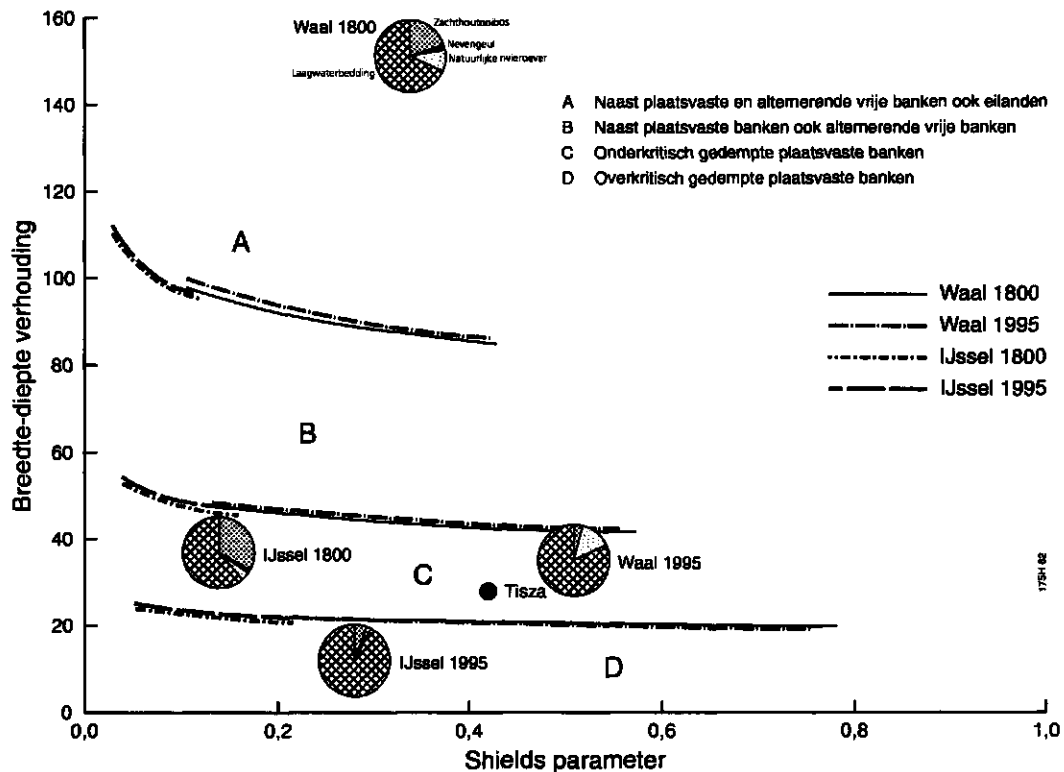 Breedte-diepte verhouding
160
140
120
100
80
60
40
20
0
0,0
0,2
0,4
0,6
0,8
1,0
Shields parameter
Waal 1800
Zachthoutooibos
Nevengeul
Natuurlijke rivieroever
Laagwaterbedding
A Naast plaatsvaste en alternerende vrije banken ook eilanden
B Naast plaatsvaste banken ook alternerende vrije banken
C Onderkritisch gedempte plaatsvaste banken
D Overkritisch gedempte plaatsvaste banken
A
Waal 1800
Waal 1995
IJssel 1800
IJssel 1995
B
IJssel 1800
C
Waal 1995
Tisza
IJssel 1995
D
175H 62